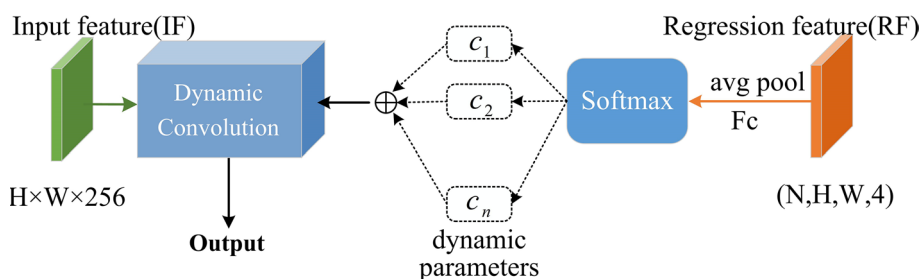 Input feature(IF)
Regression feature(RF)
c1
Dynamic
Convolution
c2
Softmax
avg pool
Fc
H×W×256
cn
(N,H,W,4)
Output
dynamic
parameters